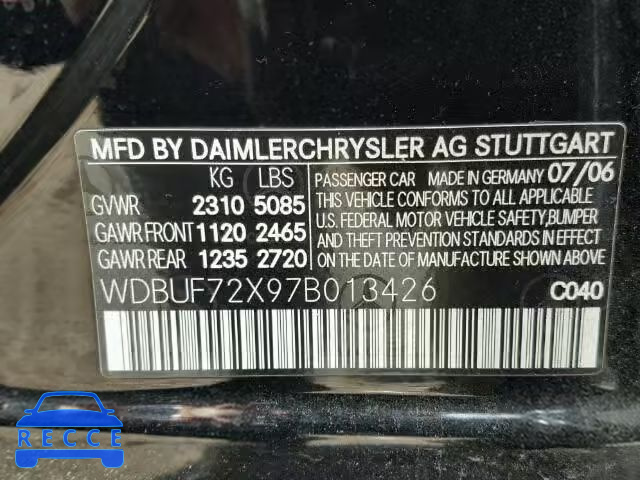 MFD BY DAIMLERCHRYSLER AG STUTTGART
KG LBS
GVWR 2310 5085
GAWR FRONT 1120 2465
GAWR REAR 1235 2720
PASSENGER CAR MADE IN GERMANY 07/06
THIS VEHICLE CONFORMS TO ALL APPLICABLE
U.S. FEDERAL MOTOR VEHICLE SAFETY, BUMPER
AND THEFT PREVENTION STANDARDS IN EFFECT
ON THE DATE OF MANUFACTURE SHOWN ABOVE
WDBUF72X97B013426 C040
RECCE